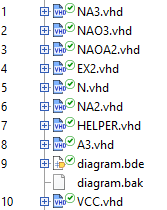 1 NA3.vhd
2 NAO3.vhd
3 NAOA2.vhd
4 EX2.vhd
5 N.vhd
6 NA2.vhd
7 HELPER.vhd
8 A3.vhd
9 diagram.bde
diagram.bak
10 VCC.vhd